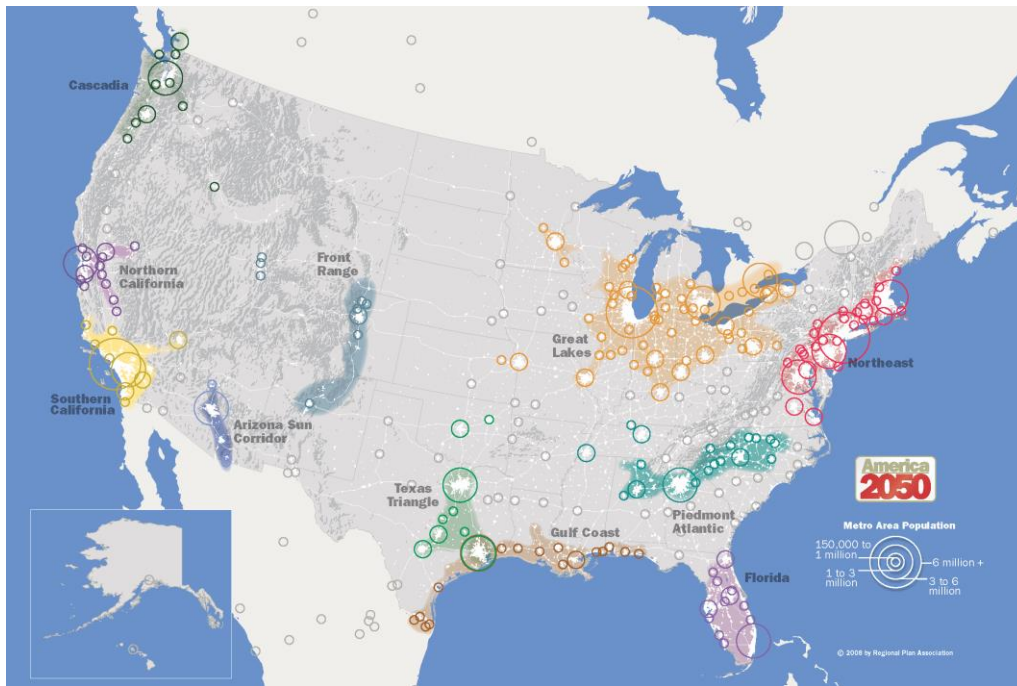 Cascadia
Northern
California
Front
Range
Great
Lakes
Northeast
Southern
California
Arizona Sun
Corridor
Texas
Triangle
Gulf Coast
Piedmont
Atlantic
Florida
America
2050
Metro Area Population
150,000 to
1 million
1 to 3
million
6 million +
3 to 6
million
© 2008 by Regional Plan Association